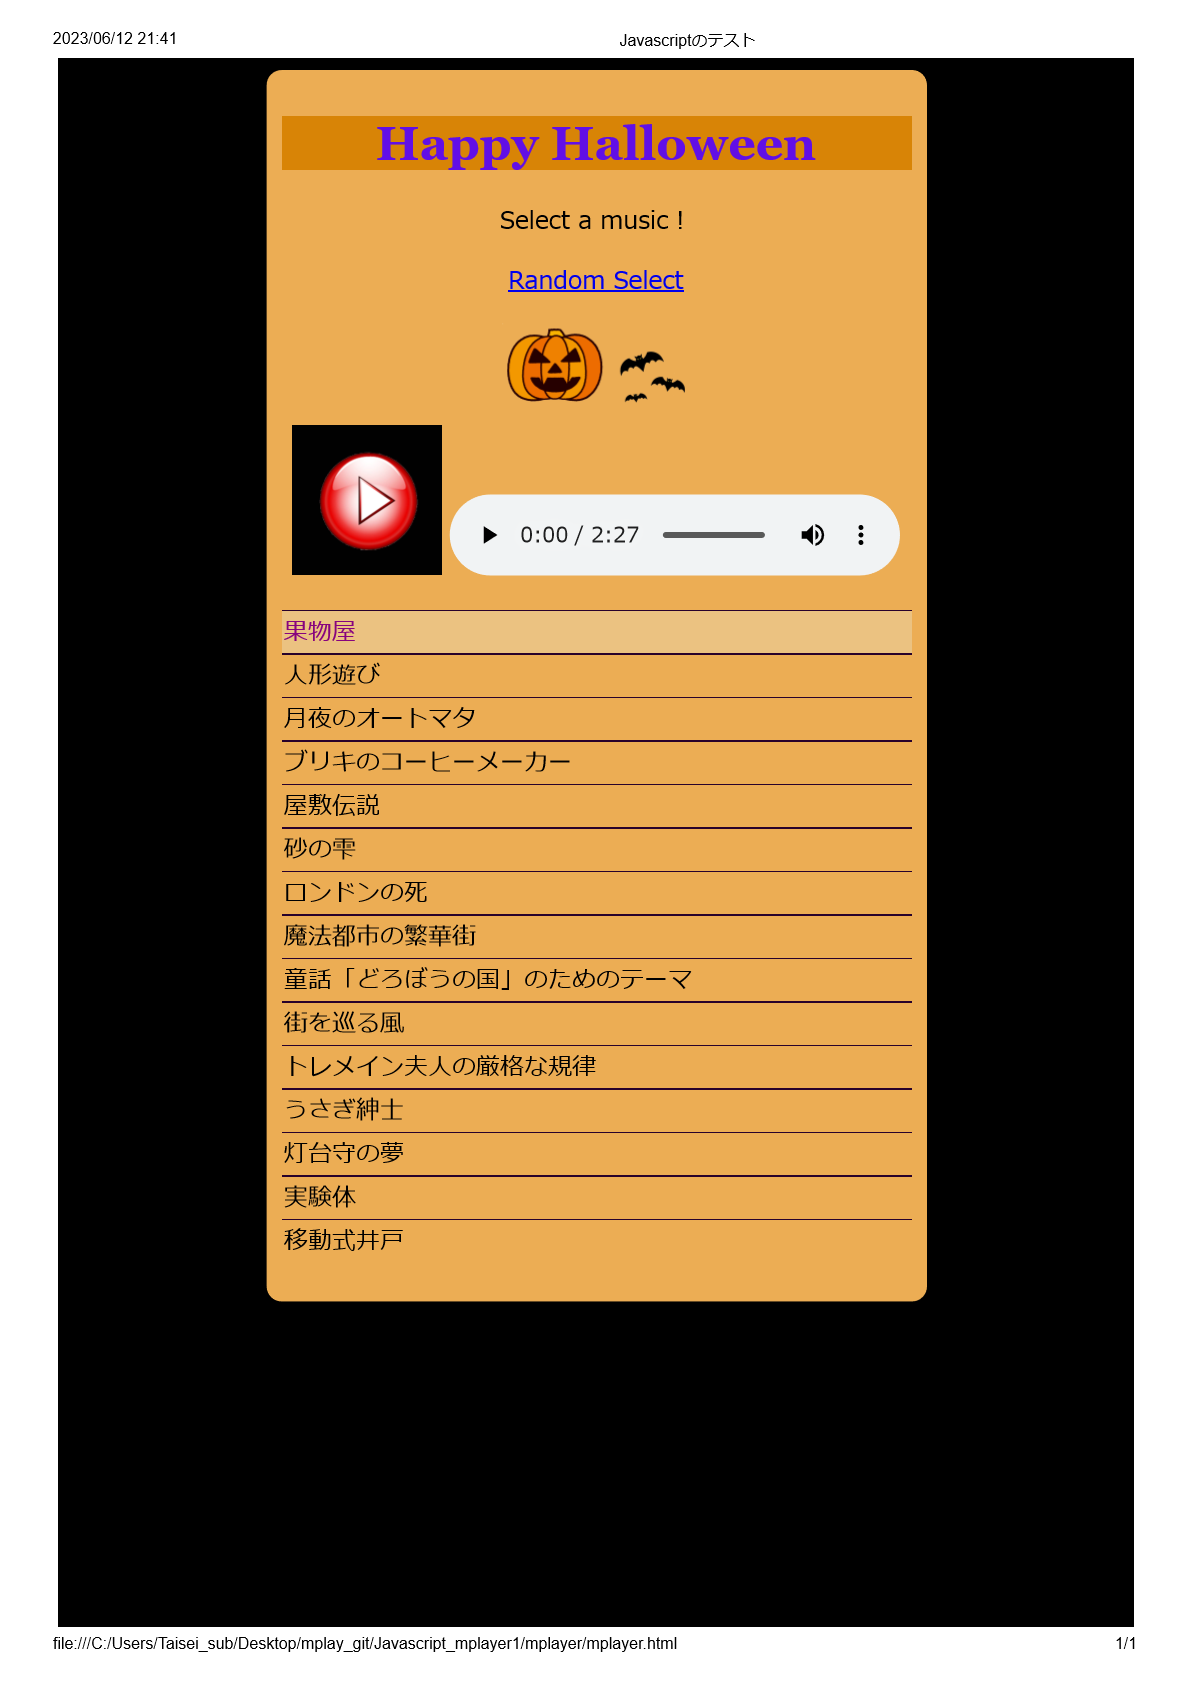 2023/06/12 21:41 Javascriptのテスト
Happy Halloween
Select a music !
Random Select
0:00 / 2:27
果物屋
人形遊び
月夜のオートマタ
ブリキのコーヒーメーカー
屋敷伝説
砂の雫
ロンドンの死
魔法都市の繁華街
童話「どろぼうの国」のためのテーマ
街を巡る風
トレメイン夫人の厳格な規律
うさぎ紳士
灯台守の夢
実験体
移動式井戸
file:///C:/Users/Taisei_sub/Desktop/mplay_git/Javascript_mplayer1/mplayer/mplayer.html 1/1